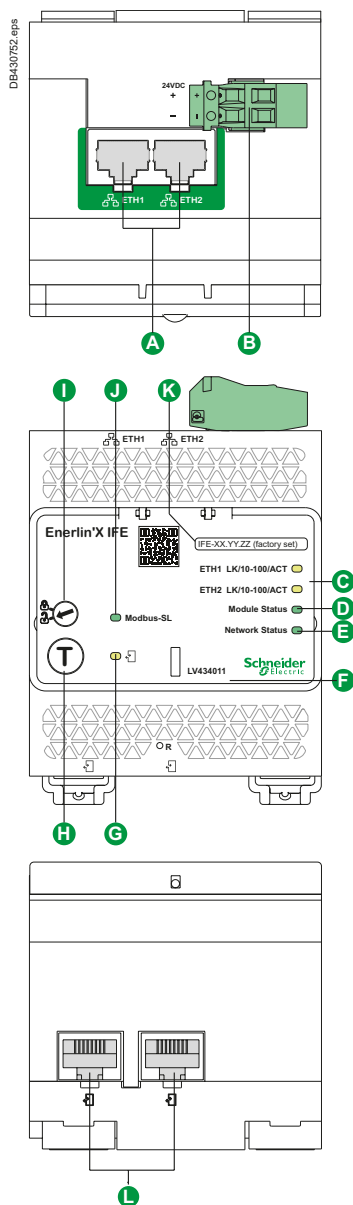 DB430752.eps
24VDC
+ +
– –
ETH1 ETH2
A B
I J K
ETH1 ETH2
Enerlin'X IFE
IFE-XX.YY.ZZ (factory set)
ETH1 LK/10-100/ACT
ETH2 LK/10-100/ACT
C
Modbus-SL
Module Status
D
Network Status
E
T
LV434011
Schneider
Electric
F
R
H G
L